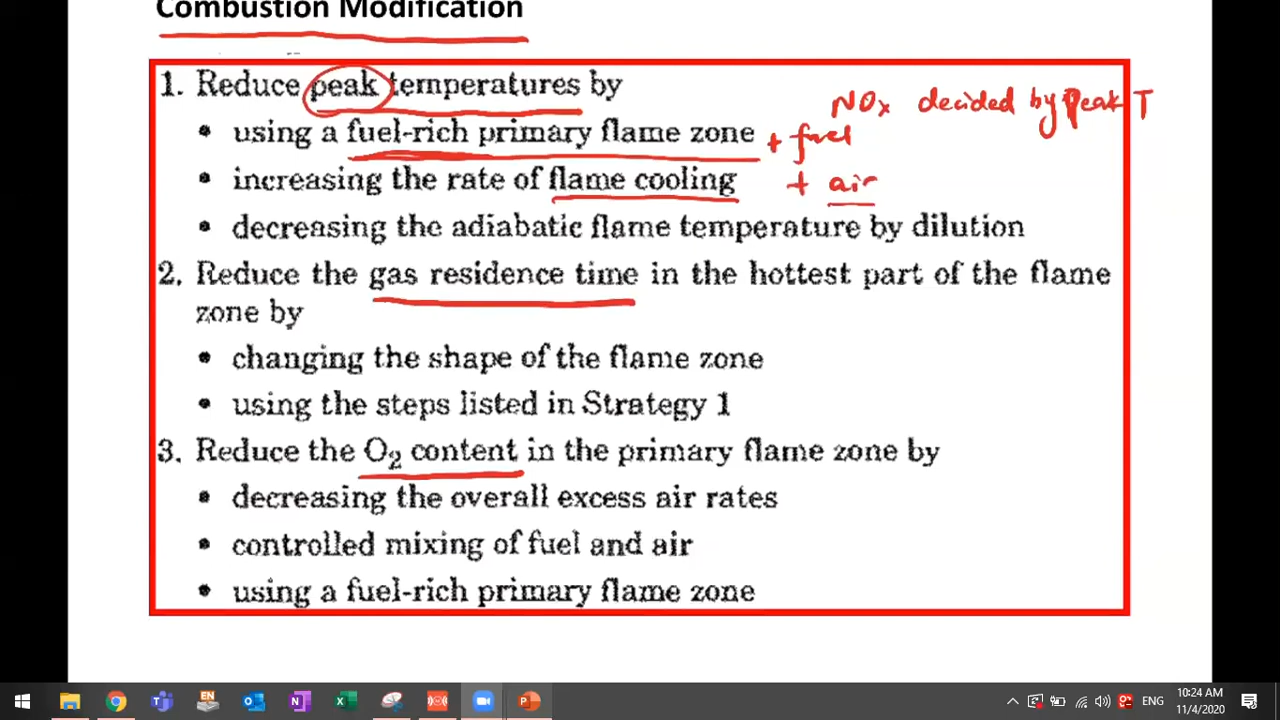 Combustion Modification
1. Reduce peak temperatures by
NOx decided by Peak T
• using a fuel-rich primary flame zone + fuel
• increasing the rate of flame cooling + air
• decreasing the adiabatic flame temperature by dilution
2. Reduce the gas residence time in the hottest part of the flame
zone by
• changing the shape of the flame zone
• using the steps listed in Strategy 1
3. Reduce the O₂ content in the primary flame zone by
• decreasing the overall excess air rates
• controlled mixing of fuel and air
• using a fuel-rich primary flame zone
EN
ENG
10:24 AM
11/4/2020